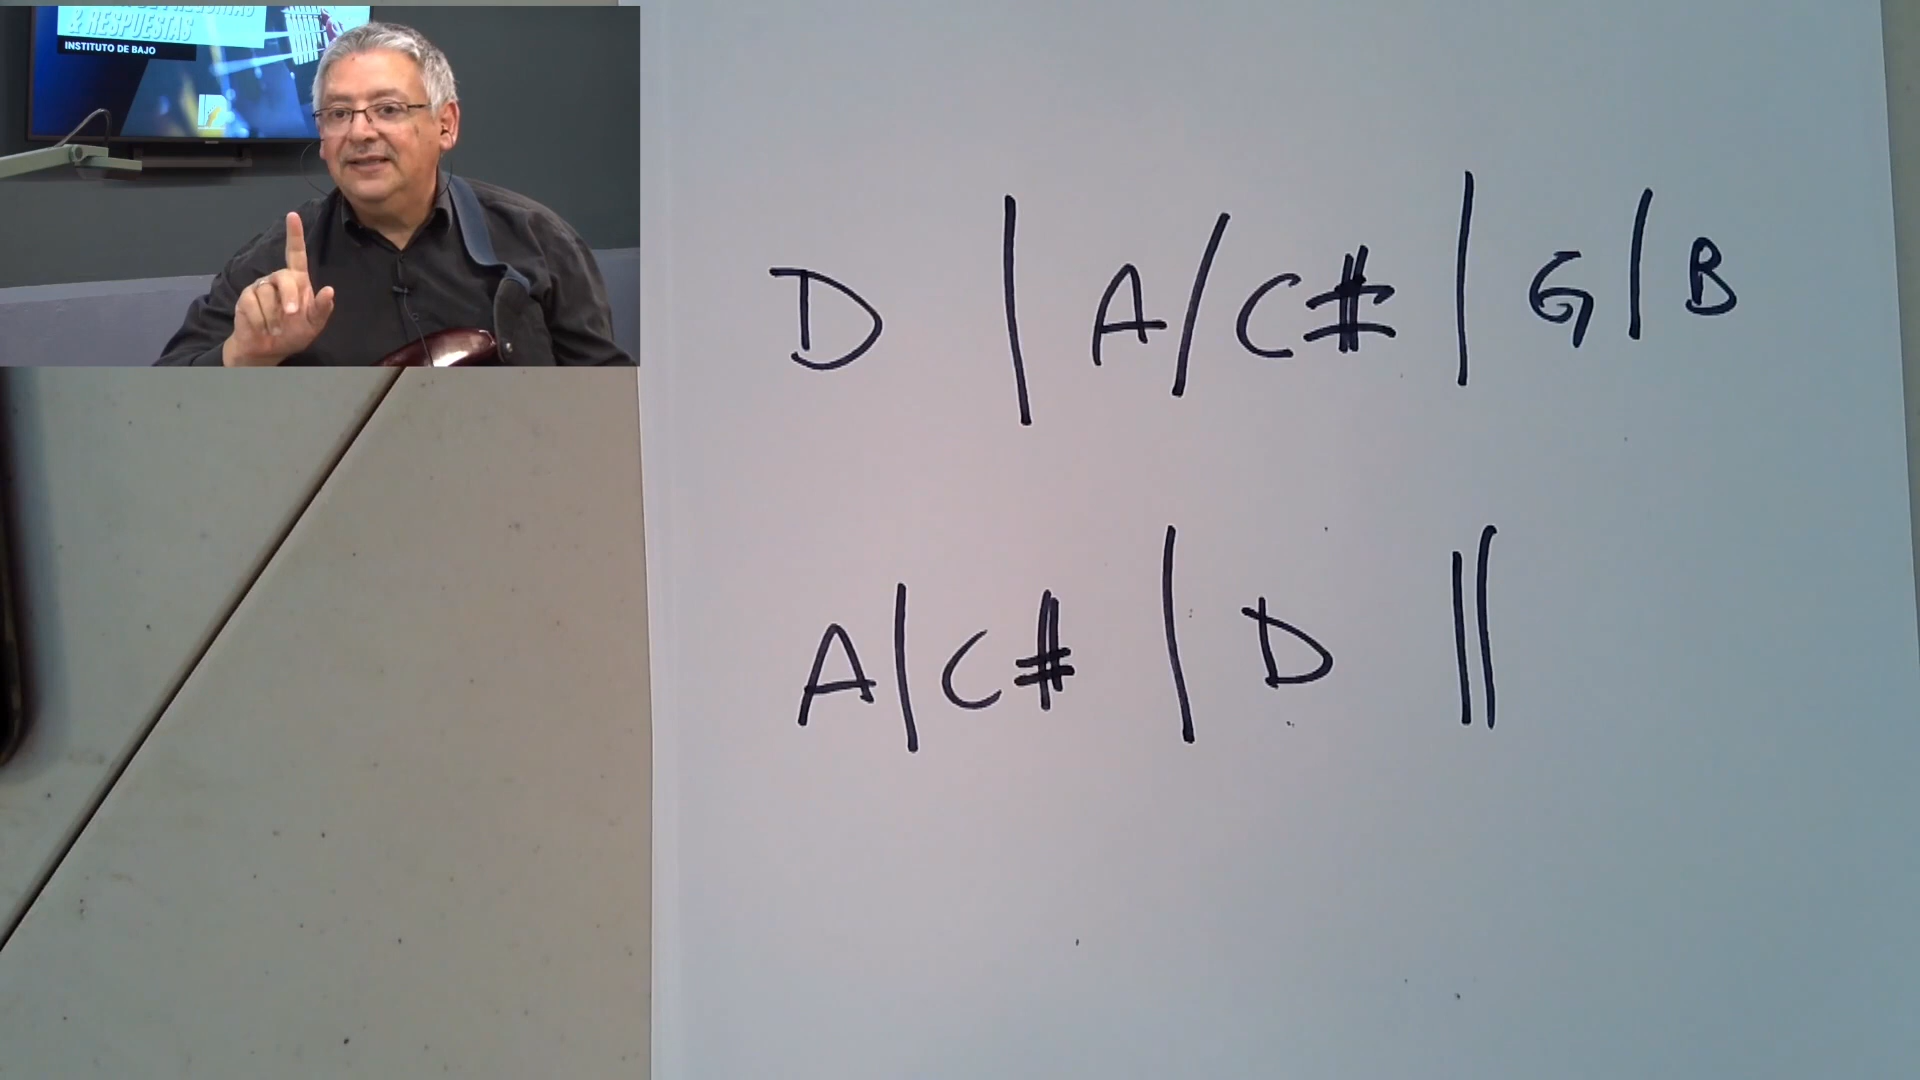 & RESPUESTAS
INSTITUTO DE BAJO
D | A/C# | G/B
A/C# | D ||